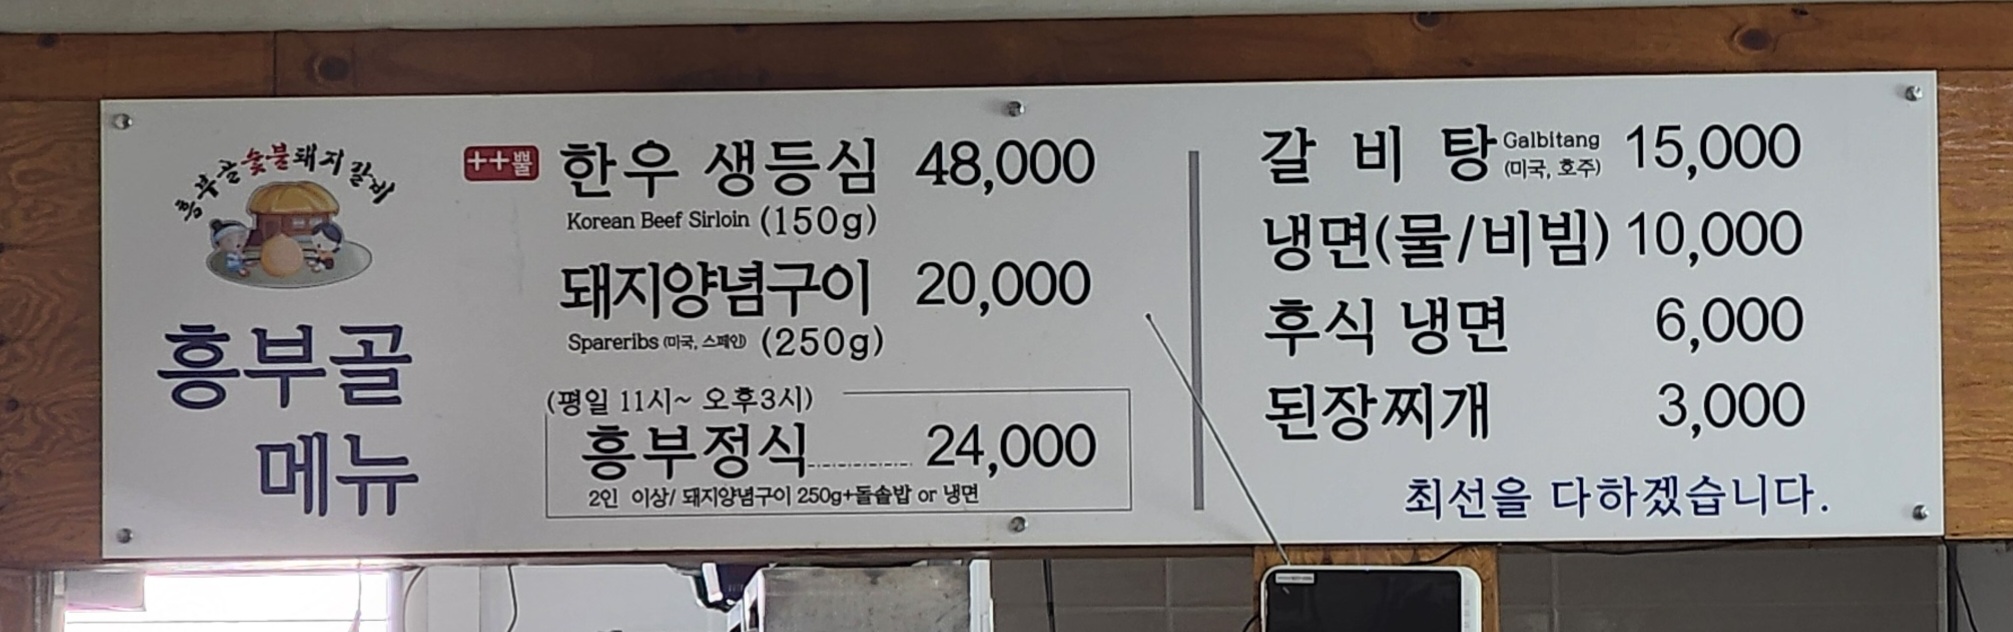 흥부골숯불돼지갈비
흥부골
메뉴
++뿔 한우 생등심 48,000
Korean Beef Sirloin (150g)
돼지양념구이 20,000
Spareribs (미국, 스페인) (250g)
(평일 11시~ 오후3시)
흥부정식 24,000
2인 이상/ 돼지양념구이 250g+돌솥밥 or 냉면
갈비탕 Galbitang (미국, 호주) 15,000
냉면(물/비빔) 10,000
후식 냉면 6,000
된장찌개 3,000
최선을 다하겠습니다.